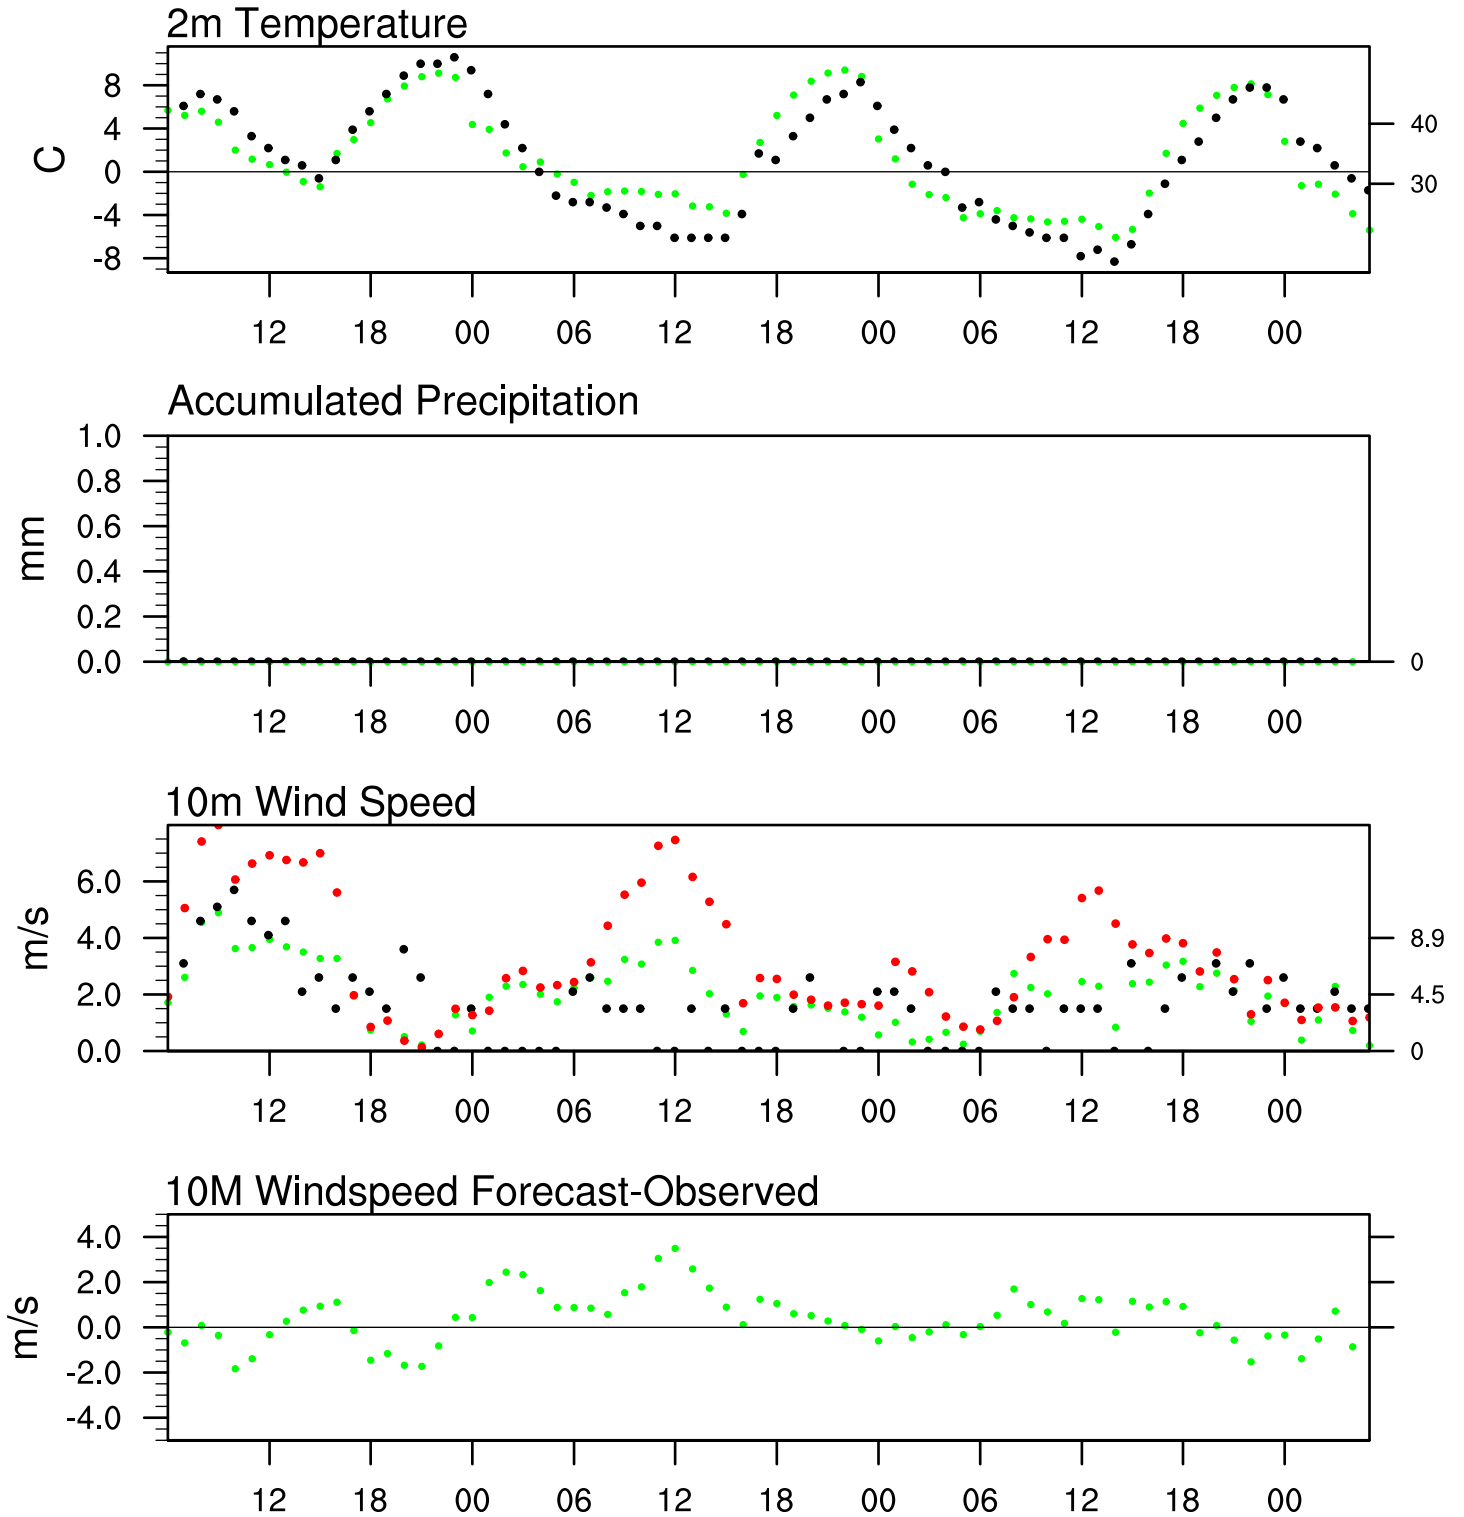 2m Temperature
8
4
40
C
0
30
-4
-8
12 18 00 06 12 18 00 06 12 18 00
Accumulated Precipitation
1.0
0.8
0.6
mm
0.4
0.2
0.0 0
12 18 00 06 12 18 00 06 12 18 00
10m Wind Speed
6.0
m/s
4.0 8.9
2.0 4.5
0.0 0
12 18 00 06 12 18 00 06 12 18 00
10M Windspeed Forecast-Observed
4.0
2.0
m/s
0.0
-2.0
-4.0
12 18 00 06 12 18 00 06 12 18 00